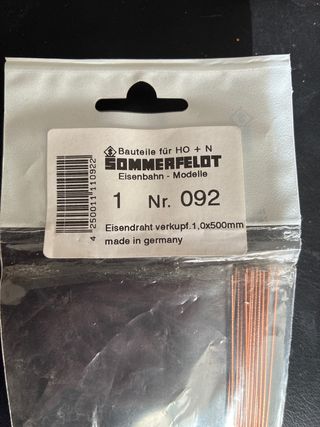 Bauteile für HO + N
SOMMERFELDT
Eisenbahn - Modelle
1 Nr. 092
Eisendraht verkupf.1,0x500mm
made in germany
4 250011 110922